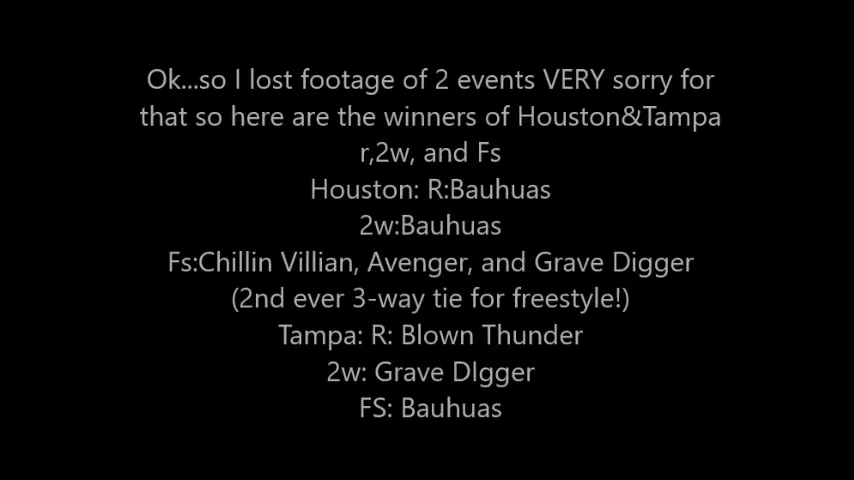 Ok...so I lost footage of 2 events VERY sorry for
that so here are the winners of Houston&Tampa
r,2w, and Fs
Houston: R:Bauhuas
2w:Bauhuas
Fs:Chillin Villian, Avenger, and Grave Digger
(2nd ever 3-way tie for freestyle!)
Tampa: R: Blown Thunder
2w: Grave DIgger
FS: Bauhuas